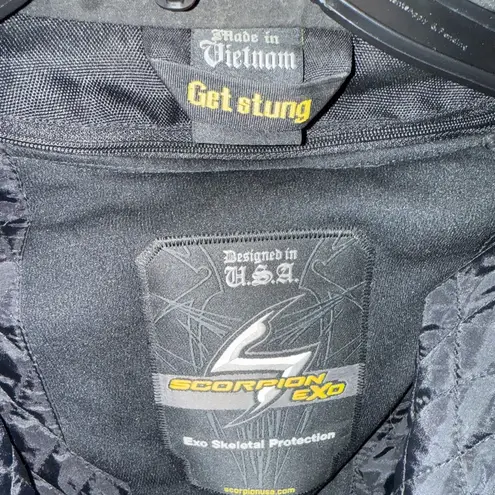 Made in
Vietnam
Get stung
Designed in
U.S.A.
SCORPION
EXO
Exo Skeletal Protection
scorpionusa.com